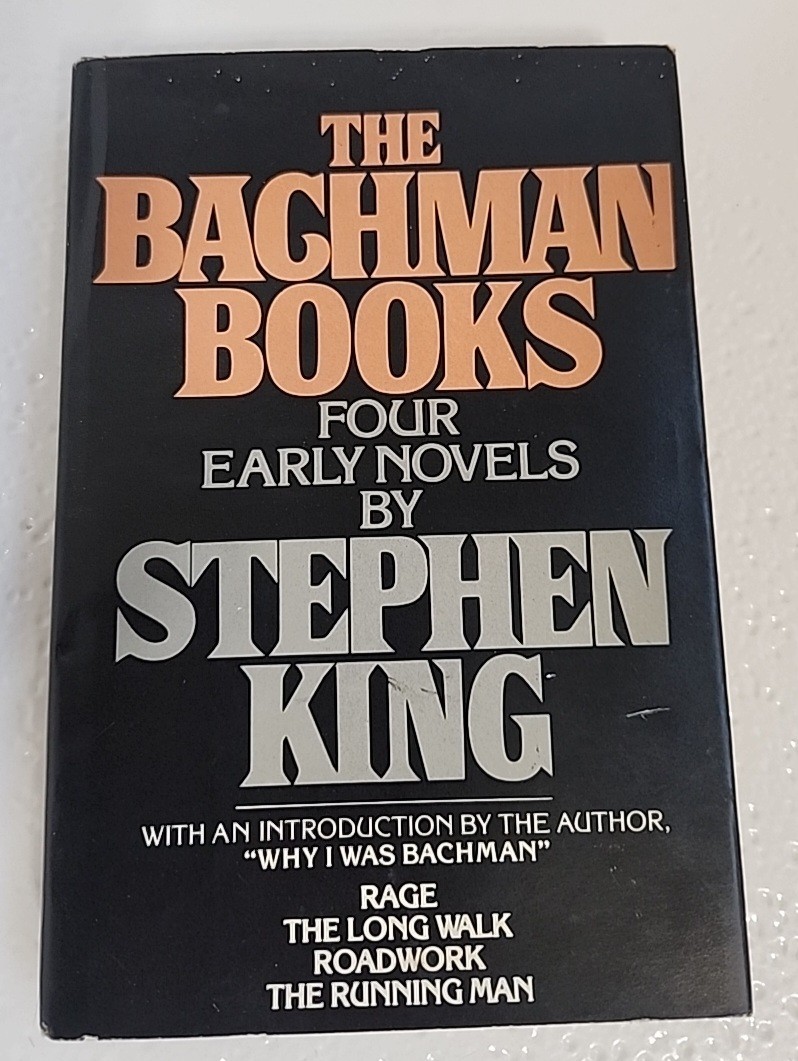 THE
BACHMAN
BOOKS
FOUR
EARLY NOVELS
BY
STEPHEN
KING
WITH AN INTRODUCTION BY THE AUTHOR,
“WHY I WAS BACHMAN”
RAGE
THE LONG WALK
ROADWORK
THE RUNNING MAN